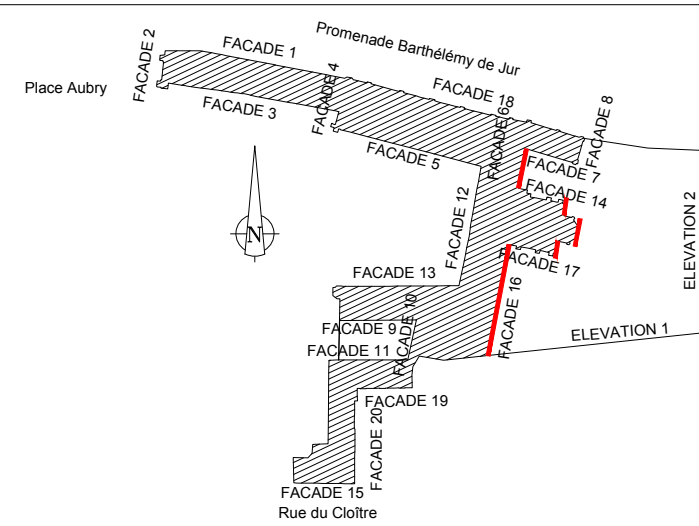 Promenade Barthélémy de Jur
FACADE 2
FACADE 1
FACADE 4
Place Aubry
FACADE 3
FACADE 18
FACADE 6
FACADE 8
FACADE 5
FACADE 7
FACADE 14
FACADE 12
ELEVATION 2
N
FACADE 17
FACADE 13
FACADE 10
FACADE 16
FACADE 9
ELEVATION 1
FACADE 11
FACADE 19
FACADE 20
FACADE 15
Rue du Cloître